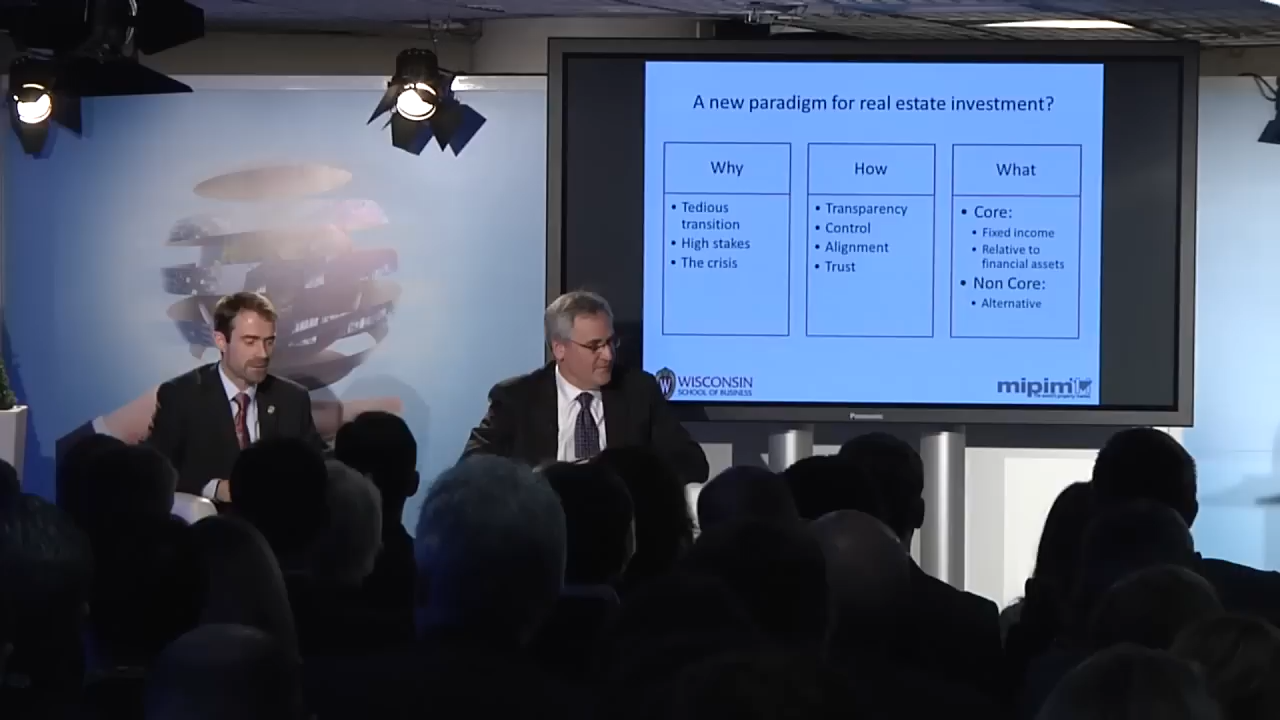 A new paradigm for real estate investment?
Why
• Tedious
transition
• High stakes
• The crisis
How
• Transparency
• Control
• Alignment
• Trust
What
• Core:
• Fixed income
• Relative to
financial assets
• Non Core:
• Alternative
W
WISCONSIN
SCHOOL OF BUSINESS
mipim
Panasonic